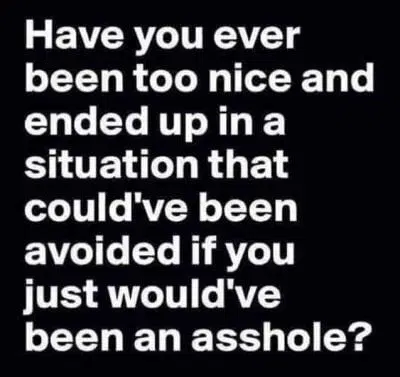 Have you ever
been too nice and
ended up in a
situation that
could've been
avoided if you
just would've
been an asshole?